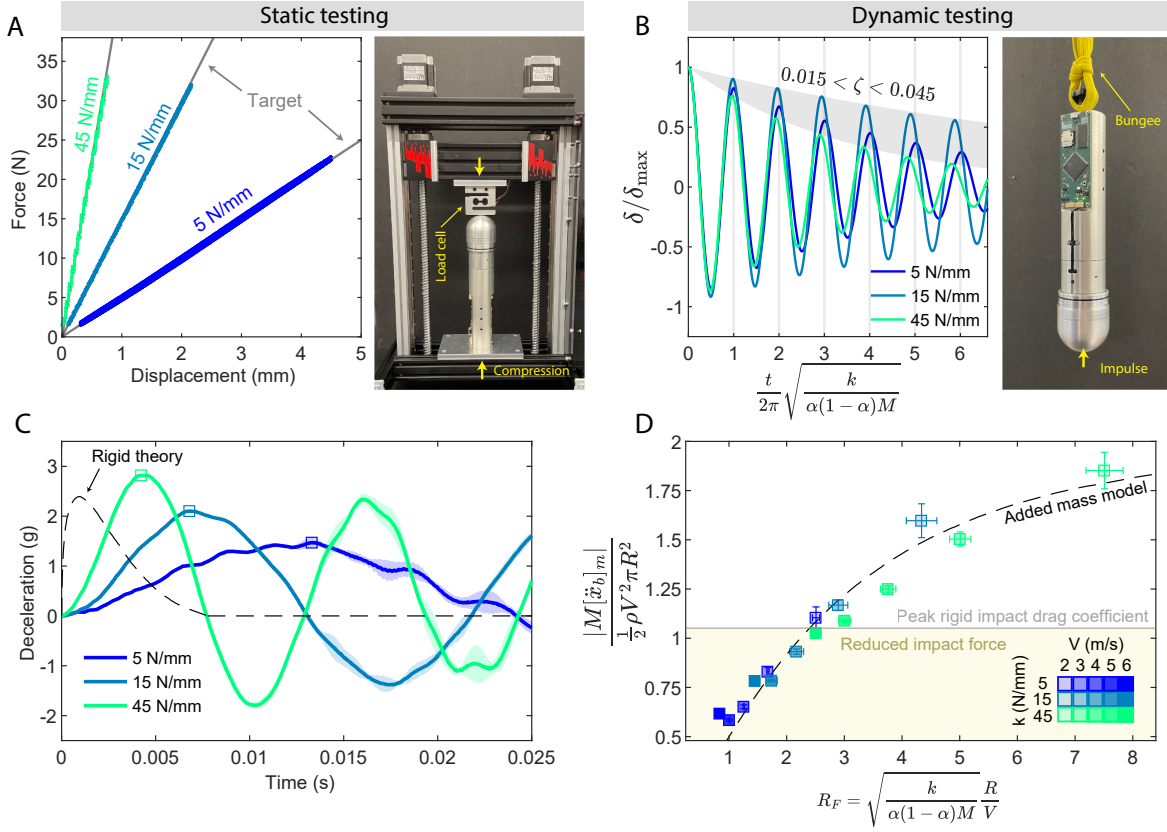 Static testing
Dynamic testing
A
35
30
25
20
15
10
5
0
Force (N)
0 1 2 3 4 5
Displacement (mm)
45 N/mm
15 N/mm
5 N/mm
Target
Load cell
Compression
B
1
0.5
0
-0.5
-1
δ/δmax
0.015 < ζ < 0.045
5 N/mm
15 N/mm
45 N/mm
0 1 2 3 4 5 6
t/2π √(k/α(1 − α)M)
Bungee
Impulse
C
3
2
1
0
-1
-2
Deceleration (g)
Rigid theory
5 N/mm
15 N/mm
45 N/mm
0 0.005 0.01 0.015 0.02 0.025
Time (s)
D
2
1.75
1.5
1.25
1
0.75
0.5
|M[ẍb]m| / ½ρV²πR²
Added mass model
Peak rigid impact drag coefficient
Reduced impact force
V (m/s)
2 3 4 5 6
k (N/mm)
5
15
45
1 2 3 4 5 6 7 8
RF = √(k/α(1 − α)M) R/V